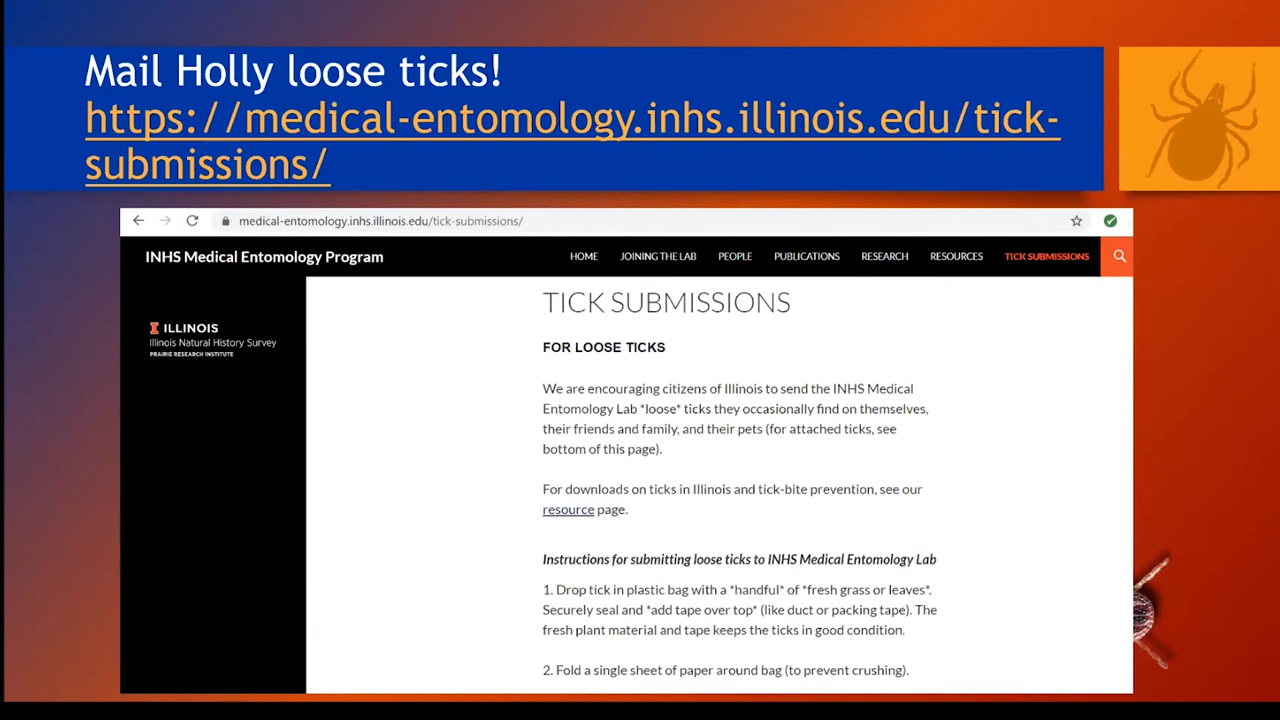 Mail Holly loose ticks!
https://medical-entomology.inhs.illinois.edu/tick-
submissions/
medical-entomology.inhs.illinois.edu/tick-submissions/
INHS Medical Entomology Program
HOME JOINING THE LAB PEOPLE PUBLICATIONS RESEARCH RESOURCES TICK SUBMISSIONS
ILLINOIS
Illinois Natural History Survey
PRAIRIE RESEARCH INSTITUTE
TICK SUBMISSIONS
FOR LOOSE TICKS
We are encouraging citizens of Illinois to send the INHS Medical
Entomology Lab *loose* ticks they occasionally find on themselves,
their friends and family, and their pets (for attached ticks, see
bottom of this page).
For downloads on ticks in Illinois and tick-bite prevention, see our
resource page.
Instructions for submitting loose ticks to INHS Medical Entomology Lab
1. Drop tick in plastic bag with a *handful* of *fresh grass or leaves*.
Securely seal and *add tape over top* (like duct or packing tape). The
fresh plant material and tape keeps the ticks in good condition.
2. Fold a single sheet of paper around bag (to prevent crushing).